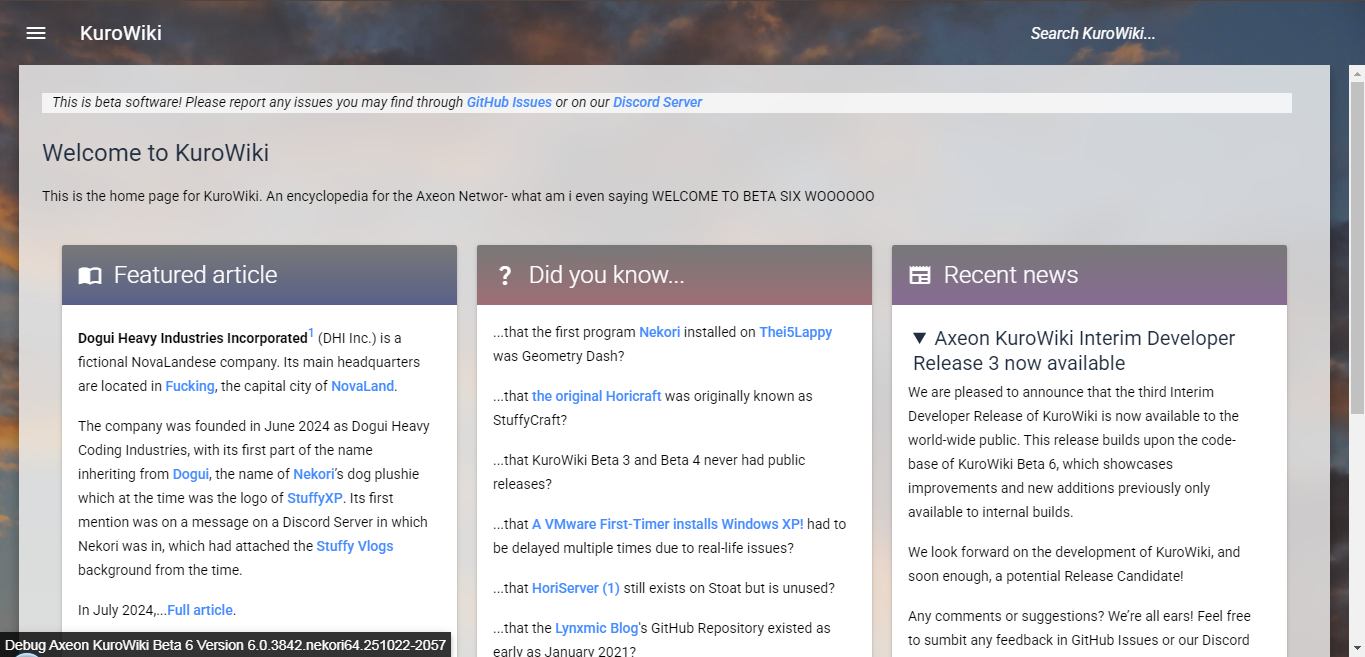 KuroWiki
Search KuroWiki...
This is beta software! Please report any issues you may find through GitHub Issues or on our Discord Server
Welcome to KuroWiki
This is the home page for KuroWiki. An encyclopedia for the Axeon Networ- what am i even saying WELCOME TO BETA SIX WOOOOOO
Featured article
Dogui Heavy Industries Incorporated1 (DHI Inc.) is a
fictional NovaLandese company. Its main headquarters
are located in Fucking, the capital city of NovaLand.
The company was founded in June 2024 as Dogui Heavy
Coding Industries, with its first part of the name
inheriting from Dogui, the name of Nekori's dog plushie
which at the time was the logo of StuffyXP. Its first
mention was on a message on a Discord Server in which
Nekori was in, which had attached the Stuffy Vlogs
background from the time.
In July 2024,...Full article.
Did you know...
...that the first program Nekori installed on Thei5Lappy
was Geometry Dash?
...that the original Horicraft was originally known as
StuffyCraft?
...that KuroWiki Beta 3 and Beta 4 never had public
releases?
...that A VMware First-Timer installs Windows XP! had to
be delayed multiple times due to real-life issues?
...that HoriServer (1) still exists on Stoat but is unused?
...that the Lynxmic Blog's GitHub Repository existed as
early as January 2021?
Recent news
▼ Axeon KuroWiki Interim Developer
Release 3 now available
We are pleased to announce that the third Interim
Developer Release of KuroWiki is now available to the
world-wide public. This release builds upon the code-
base of KuroWiki Beta 6, which showcases
improvements and new additions previously only
available to internal builds.
We look forward on the development of KuroWiki, and
soon enough, a potential Release Candidate!
Any comments or suggestions? We're all ears! Feel free
to sumbit any feedback in GitHub Issues or our Discord
Debug Axeon KuroWiki Beta 6 Version 6.0.3842.nekori64.251022-2057